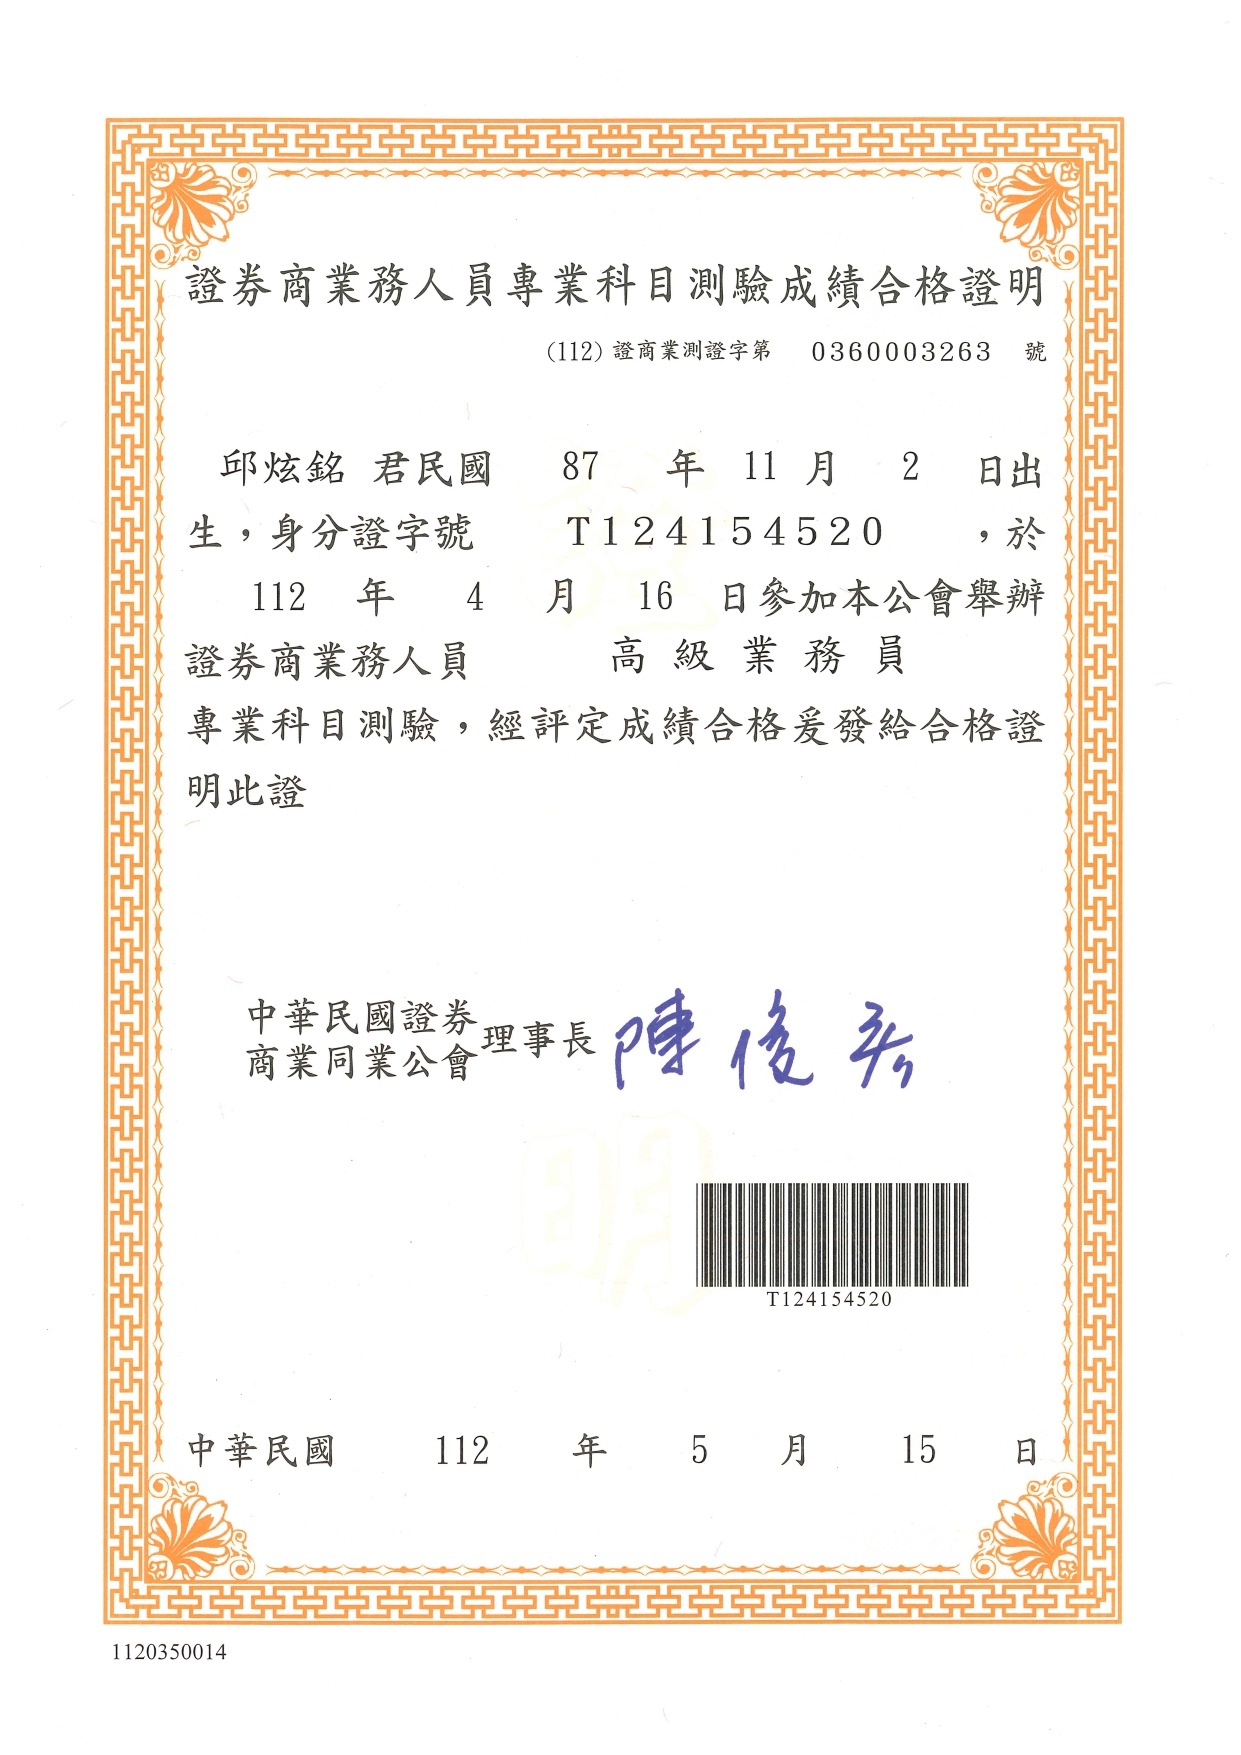 證券商業務人員專業科目測驗成績合格證明
(112) 證商業測證字第 0360003263 號
邱炫銘 君民國 87 年 11 月 2 日出
生，身分證字號 T124154520 ，於
112 年 4 月 16 日參加本公會舉辦
證券商業務人員 高級業務員
專業科目測驗，經評定成績合格爰發給合格證
明此證
中華民國證券
商業同業公會
理事長 陳俊宏
證
明
T124154520
中華民國 112 年 5 月 15 日
1120350014